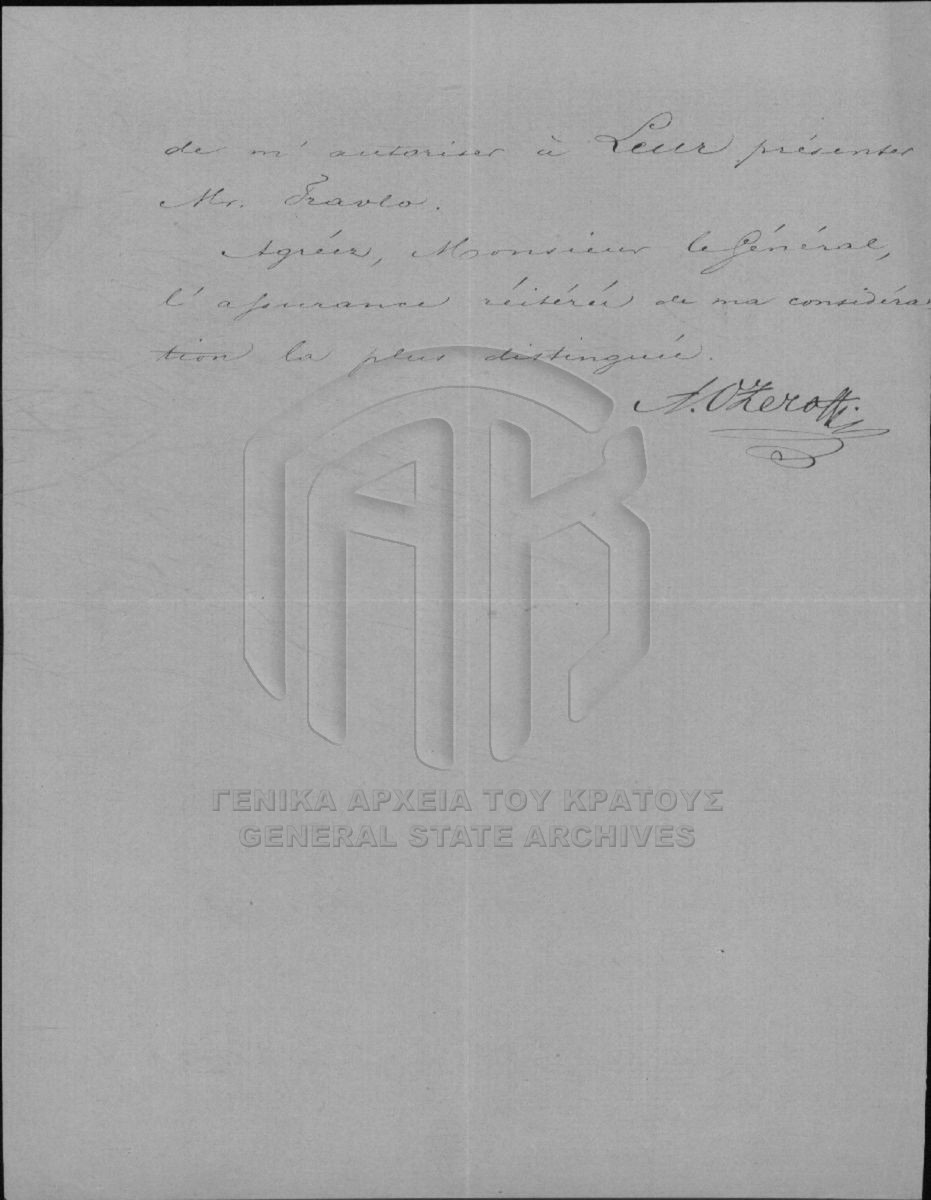 de m' autoriser à Leur présenter
Mr. Travlo.
Agréez, Monsieur le Général,
l'assurance réitérée de ma considéra
tion la plus distinguée.
A. Ozeroff
ΓΕΝΙΚΑ ΑΡΧΕΙΑ ΤΟΥ ΚΡΑΤΟΥΣ
GENERAL STATE ARCHIVES